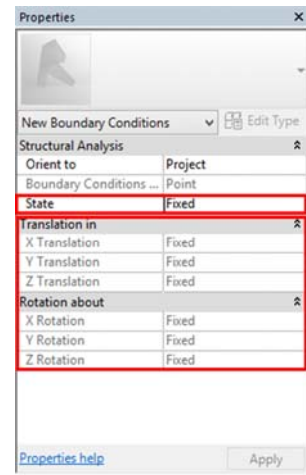 Properties X
New Boundary Conditions Edit Type
Structural Analysis
Orient to Project
Boundary Conditions ... Point
State Fixed
Translation in
X Translation Fixed
Y Translation Fixed
Z Translation Fixed
Rotation about
X Rotation Fixed
Y Rotation Fixed
Z Rotation Fixed
Properties help Apply